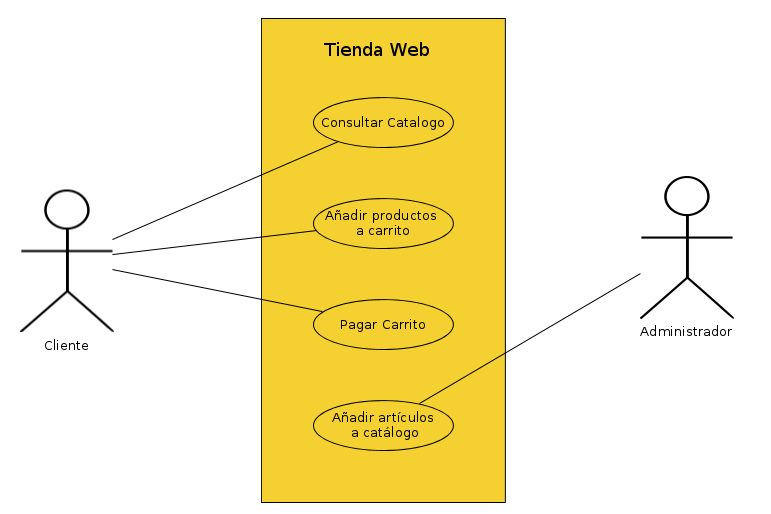 Tienda Web
Consultar Catalogo
Añadir productos
a carrito
Pagar Carrito
Añadir artículos
a catálogo
Cliente
Administrador